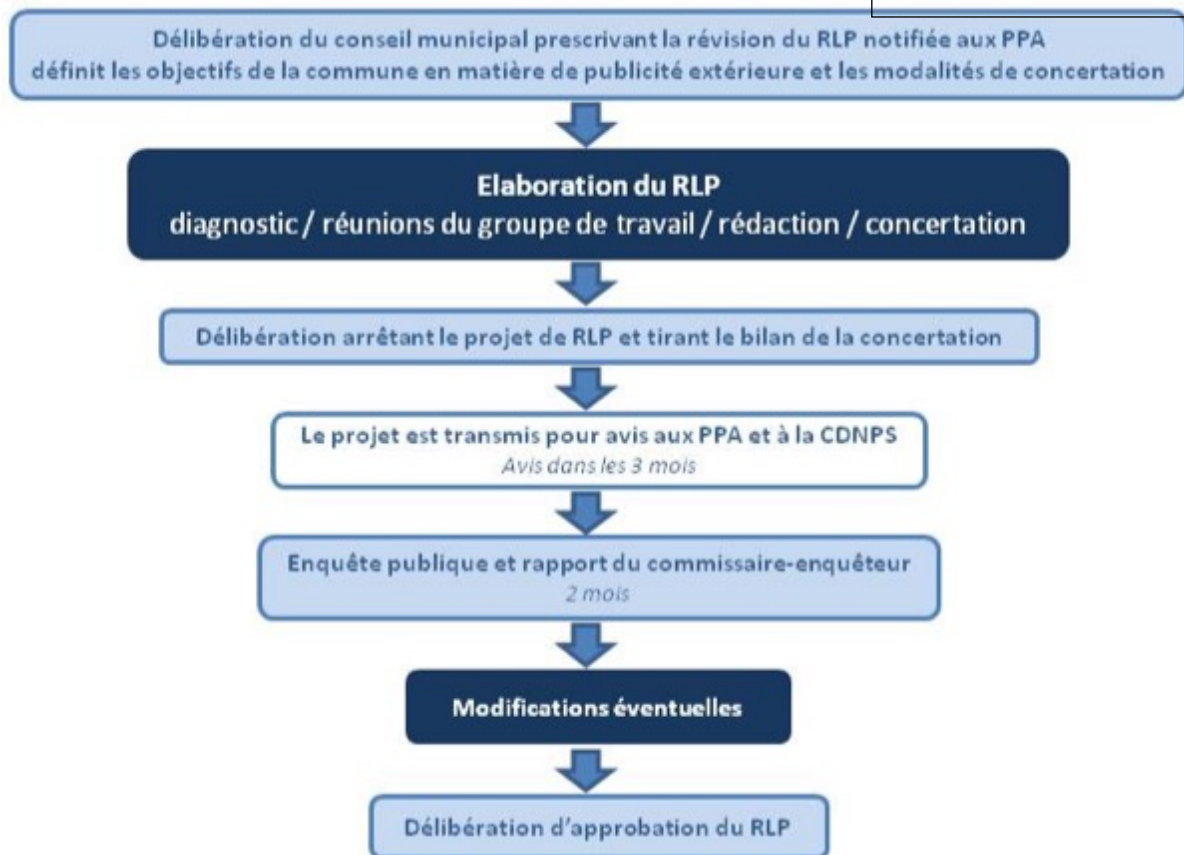 Délibération du conseil municipal prescrivant la révision du RLP notifiée aux PPA
définit les objectifs de la commune en matière de publicité extérieure et les modalités de concertation
Elaboration du RLP
diagnostic / réunions du groupe de travail / rédaction / concertation
Délibération arrêtant le projet de RLP et tirant le bilan de la concertation
Le projet est transmis pour avis aux PPA et à la CDNPS
Avis dans les 3 mois
Enquête publique et rapport du commissaire-enquêteur
2 mois
Modifications éventuelles
Délibération d'approbation du RLP